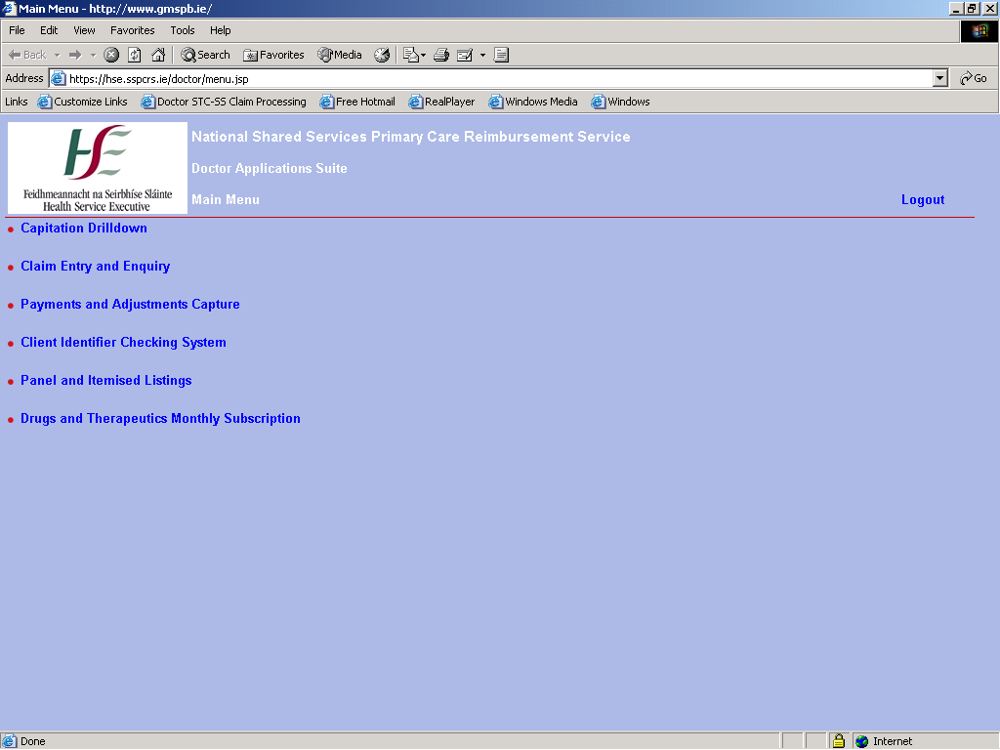 Main Menu - http://www.gmspb.ie/
File Edit View Favorites Tools Help
Back Search Favorites Media
Address https://hse.sspcrs.ie/doctor/menu.jsp Go
Links Customize Links Doctor STC-SS Claim Processing Free Hotmail RealPlayer Windows Media Windows
HSE
Feidhmeannacht na Seirbhíse Sláinte
Health Service Executive
National Shared Services Primary Care Reimbursement Service
Doctor Applications Suite
Main Menu Logout
Capitation Drilldown
Claim Entry and Enquiry
Payments and Adjustments Capture
Client Identifier Checking System
Panel and Itemised Listings
Drugs and Therapeutics Monthly Subscription
Done Internet